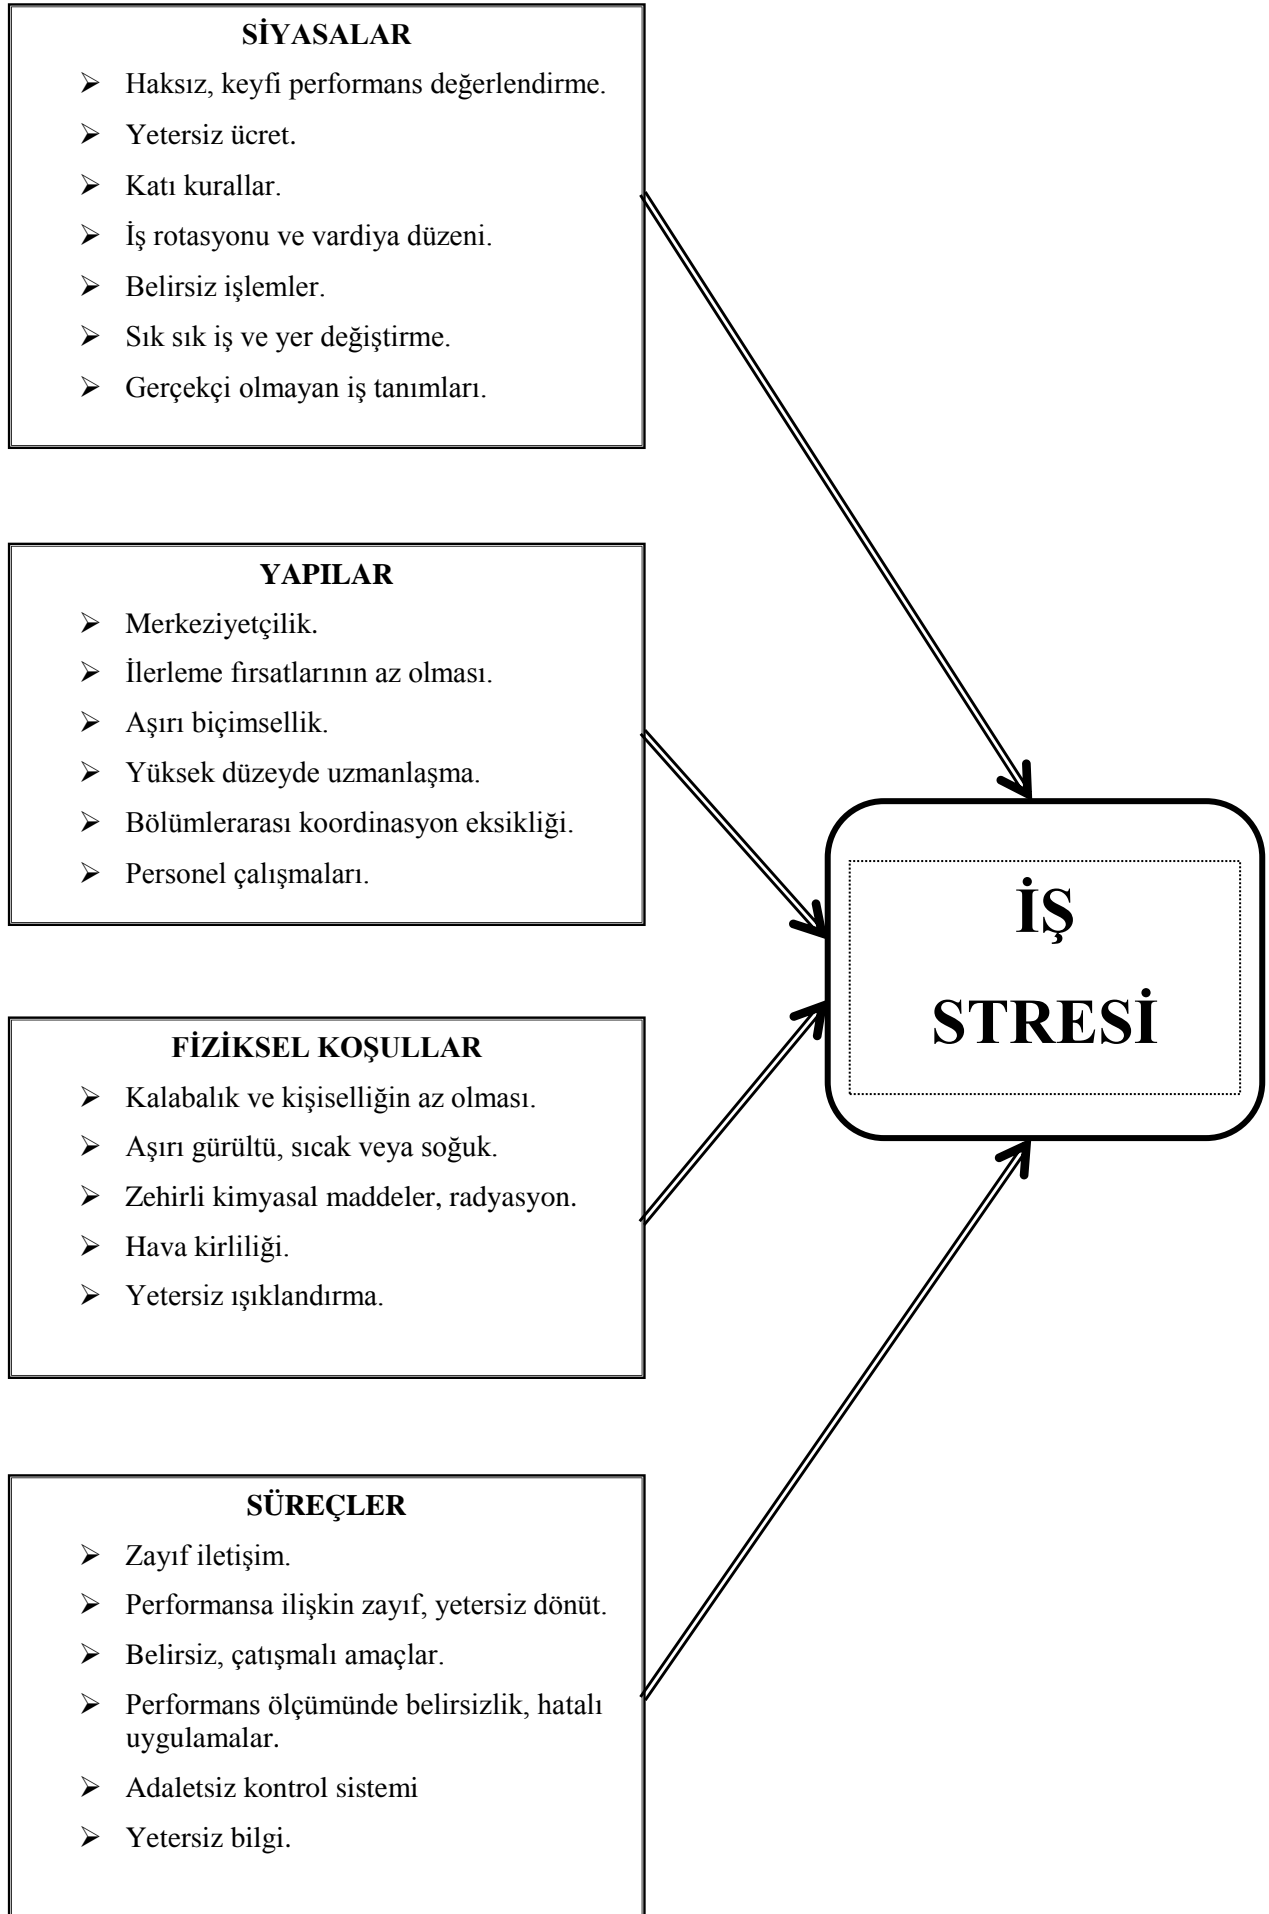 SİYASALAR
Haksız, keyfi performans değerlendirme.
Yetersiz ücret.
Katı kurallar.
İş rotasyonu ve vardiya düzeni.
Belirsiz işlemler.
Sık sık iş ve yer değiştirme.
Gerçekçi olmayan iş tanımları.
YAPILAR
Merkeziyetçilik.
İlerleme fırsatlarının az olması.
Aşırı biçimsellik.
Yüksek düzeyde uzmanlaşma.
Bölümlerarası koordinasyon eksikliği.
Personel çalışmaları.
İŞ
STRESİ
FİZİKSEL KOŞULLAR
Kalabalık ve kişiselliğin az olması.
Aşırı gürültü, sıcak veya soğuk.
Zehirli kimyasal maddeler, radyasyon.
Hava kirliliği.
Yetersiz ışıklandırma.
SÜREÇLER
Zayıf iletişim.
Performansa ilişkin zayıf, yetersiz dönüt.
Belirsiz, çatışmalı amaçlar.
Performans ölçümünde belirsizlik, hatalı
uygulamalar.
Adaletsiz kontrol sistemi
Yetersiz bilgi.